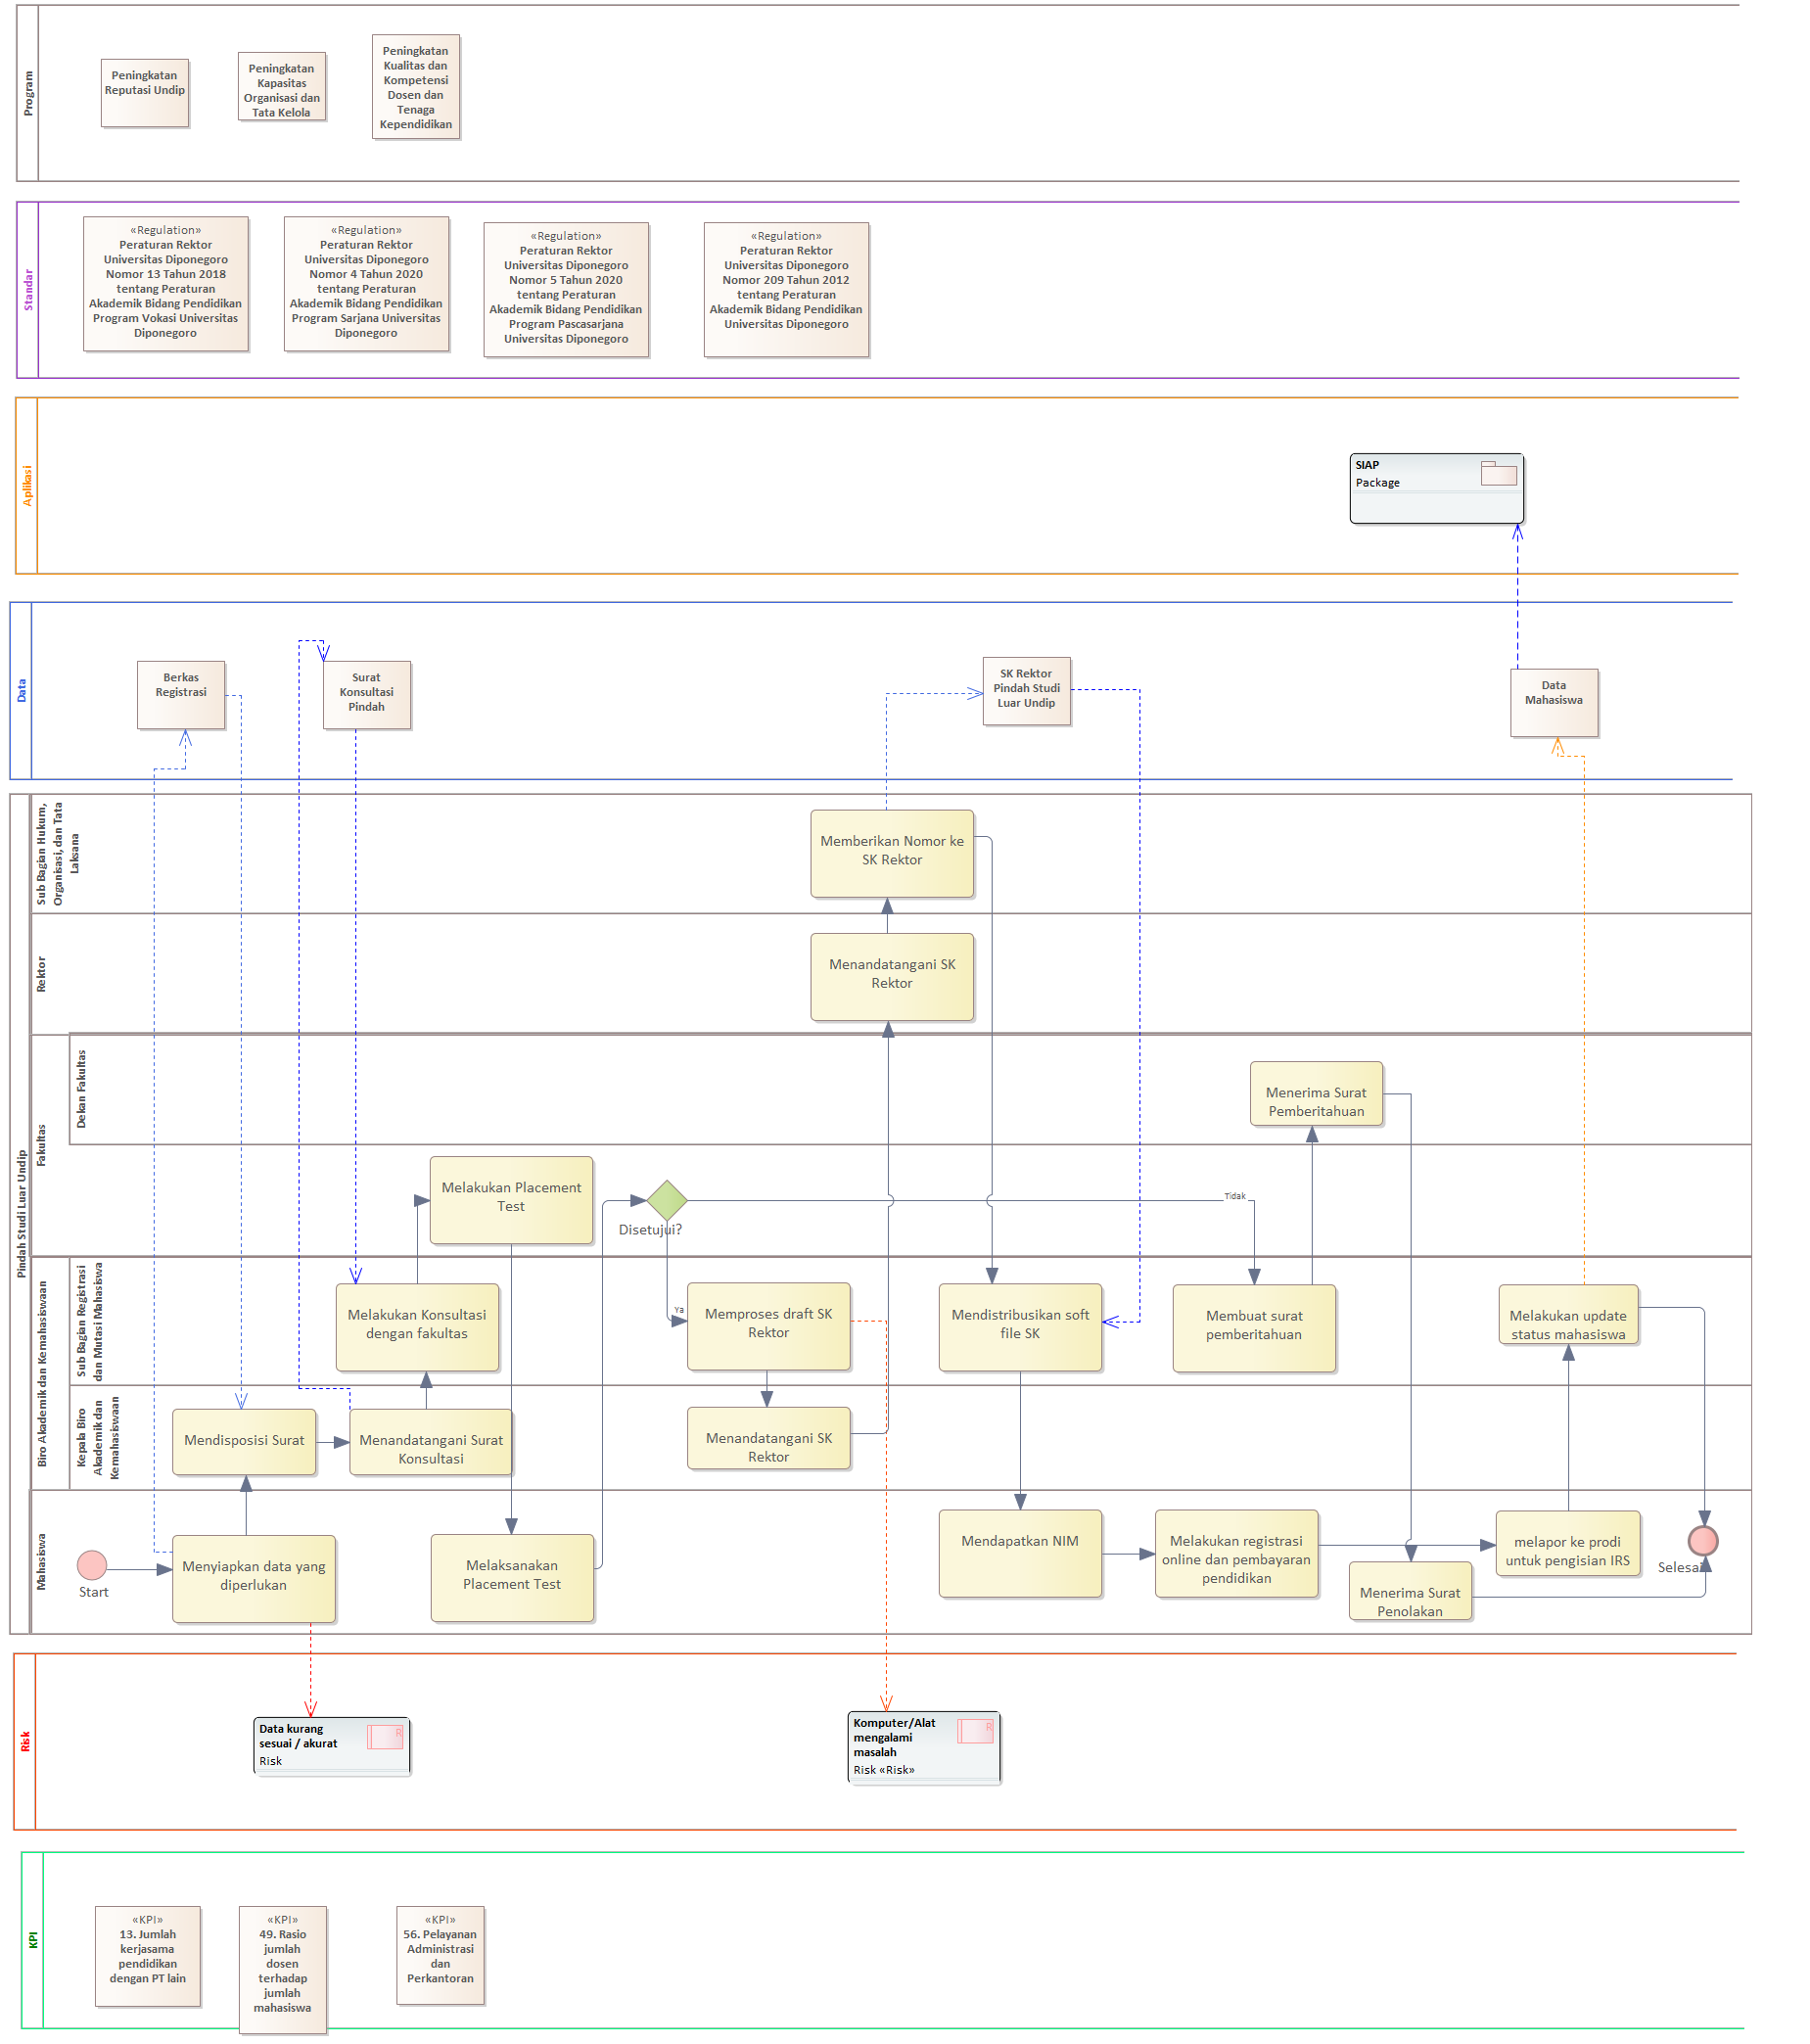 Program
Peningkatan
Reputasi Undip
Peningkatan
Kapasitas
Organisasi dan
Tata Kelola
Peningkatan
Kualitas dan
Kompetensi
Dosen dan
Tenaga
Kependidikan
Standar
«Regulation»
Peraturan Rektor
Universitas Diponegoro
Nomor 13 Tahun 2018
tentang Peraturan
Akademik Bidang Pendidikan
Program Vokasi Universitas
Diponegoro
«Regulation»
Peraturan Rektor
Universitas Diponegoro
Nomor 4 Tahun 2020
tentang Peraturan
Akademik Bidang Pendidikan
Program Sarjana Universitas
Diponegoro
«Regulation»
Peraturan Rektor
Universitas Diponegoro
Nomor 5 Tahun 2020
tentang Peraturan
Akademik Bidang Pendidikan
Program Pascasarjana
Universitas Diponegoro
«Regulation»
Peraturan Rektor
Universitas Diponegoro
Nomor 209 Tahun 2012
tentang Peraturan
Akademik Bidang Pendidikan
Universitas Diponegoro
Aplikasi
SIAP
Package
Data
Berkas
Registrasi
Surat
Konsultasi
Pindah
SK Rektor
Pindah Studi
Luar Undip
Data
Mahasiswa
Pindah Studi Luar Undip
Sub Bagian Hukum,
Organisasi, dan Tata
Laksana
Memberikan Nomor ke
SK Rektor
Rektor
Menandatangani SK
Rektor
Fakultas
Dekan Fakultas
Menerima Surat
Pemberitahuan
Melakukan Placement
Test
Disetujui?
Tidak
Ya
Biro Akademik dan Kemahasiswaan
Sub Bagian Registrasi
dan Mutasi Mahasiswa
Melakukan Konsultasi
dengan fakultas
Memproses draft SK
Rektor
Mendistribusikan soft
file SK
Membuat surat
pemberitahuan
Melakukan update
status mahasiswa
Kepala Biro
Akademik dan
Kemahasiswaan
Mendisposisi Surat
Menandatangani Surat
Konsultasi
Menandatangani SK
Rektor
Mahasiswa
Start
Menyiapkan data yang
diperlukan
Melaksanakan
Placement Test
Mendapatkan NIM
Melakukan registrasi
online dan pembayaran
pendidikan
Menerima Surat
Penolakan
melapor ke prodi
untuk pengisian IRS
Selesai
Risk
Data kurang
sesuai / akurat
Risk
R
Komputer/Alat
mengalami
masalah
Risk «Risk»
R
KPI
«KPI»
13. Jumlah
kerjasama
pendidikan
dengan PT lain
«KPI»
49. Rasio
jumlah
dosen
terhadap
jumlah
mahasiswa
«KPI»
56. Pelayanan
Administrasi
dan
Perkantoran